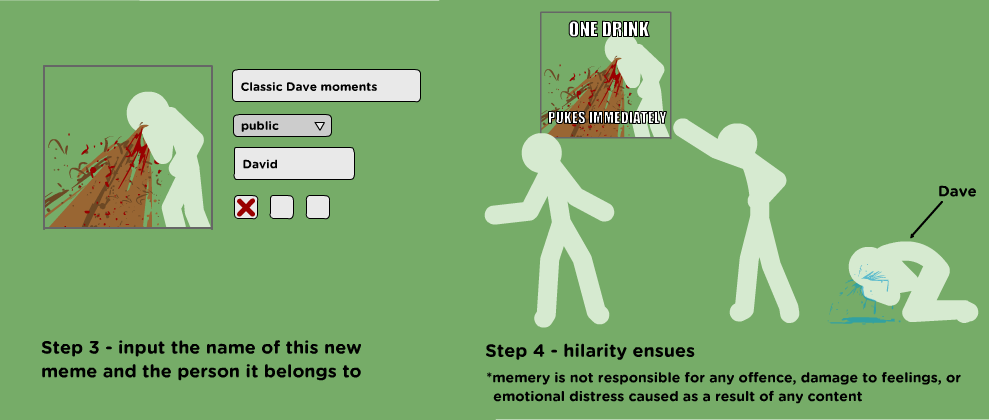 Classic Dave moments
public
David
Step 3 - input the name of this new
meme and the person it belongs to
ONE DRINK
PUKES IMMEDIATELY
Dave
Step 4 - hilarity ensues
*memery is not responsible for any offence, damage to feelings, or
emotional distress caused as a result of any content